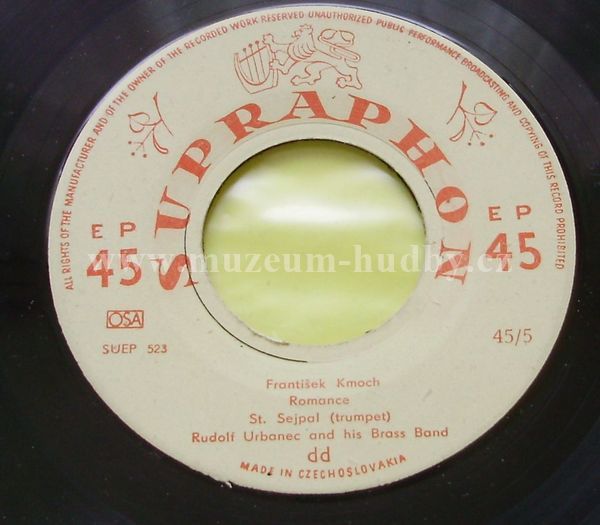 ALL RIGHTS OF THE MANUFACTURER AND OF THE OWNER OF THE RECORDED WORK RESERVED UNAUTHORIZED PUBLIC PERFORMANCE BROADCASTING AND COPYING OF THIS RECORD PROHIBITED
SUPRAPHON
EP
45
EP
45
www.muzeum-hudby.cz
OSA
SUEP 523
45/5
František Kmoch
Romance
St. Sejpal (trumpet)
Rudolf Urbanec and his Brass Band
dd
MADE IN CZECHOSLOVAKIA